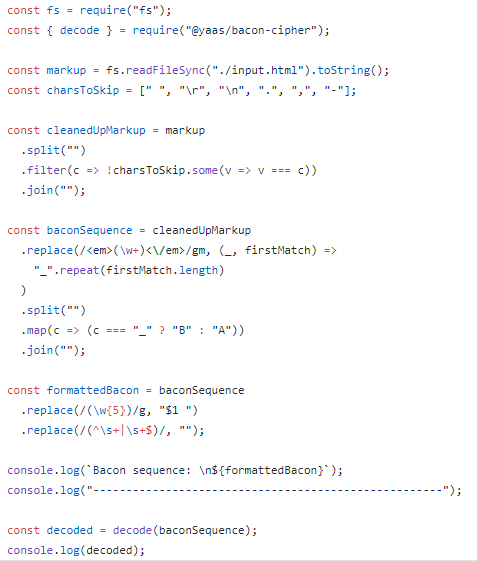 const fs = require("fs");
const { decode } = require("@yaas/bacon-cipher");

const markup = fs.readFileSync("./input.html").toString();
const charsToSkip = [" ", "\r", "\n", ".", ",", "-"];

const cleanedUpMarkup = markup
  .split("")
  .filter(c => !charsToSkip.some(v => v === c))
  .join("");

const baconSequence = cleanedUpMarkup
  .replace(/<em>(\w+)<\/em>/gm, (_, firstMatch) =>
    "_".repeat(firstMatch.length)
  )
  .split("")
  .map(c => (c === "_" ? "B" : "A"))
  .join("");

const formattedBacon = baconSequence
  .replace(/(\w{5})/g, "$1 ")
  .replace(/(^\s+|\s+$)/, "");

console.log(`Bacon sequence: \n${formattedBacon}`);
console.log("-----------------------------------------------------");

const decoded = decode(baconSequence);
console.log(decoded);